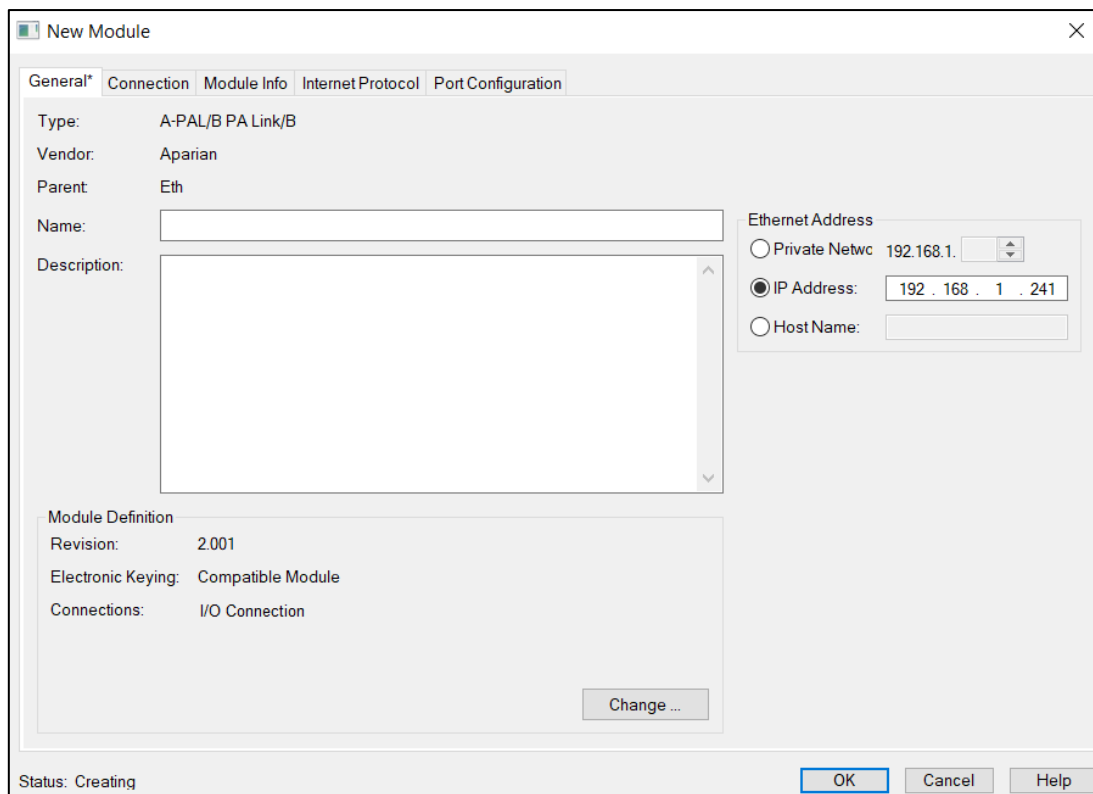 New Module
General* Connection Module Info Internet Protocol Port Configuration
Type: A-PAL/B PA Link/B
Vendor: Aparian
Parent: Eth
Name:
Description:
Ethernet Address
Private Netwc 192.168.1.
IP Address: 192 . 168 . 1 . 241
Host Name:
Module Definition
Revision: 2.001
Electronic Keying: Compatible Module
Connections: I/O Connection
Change ...
Status: Creating
OK Cancel Help